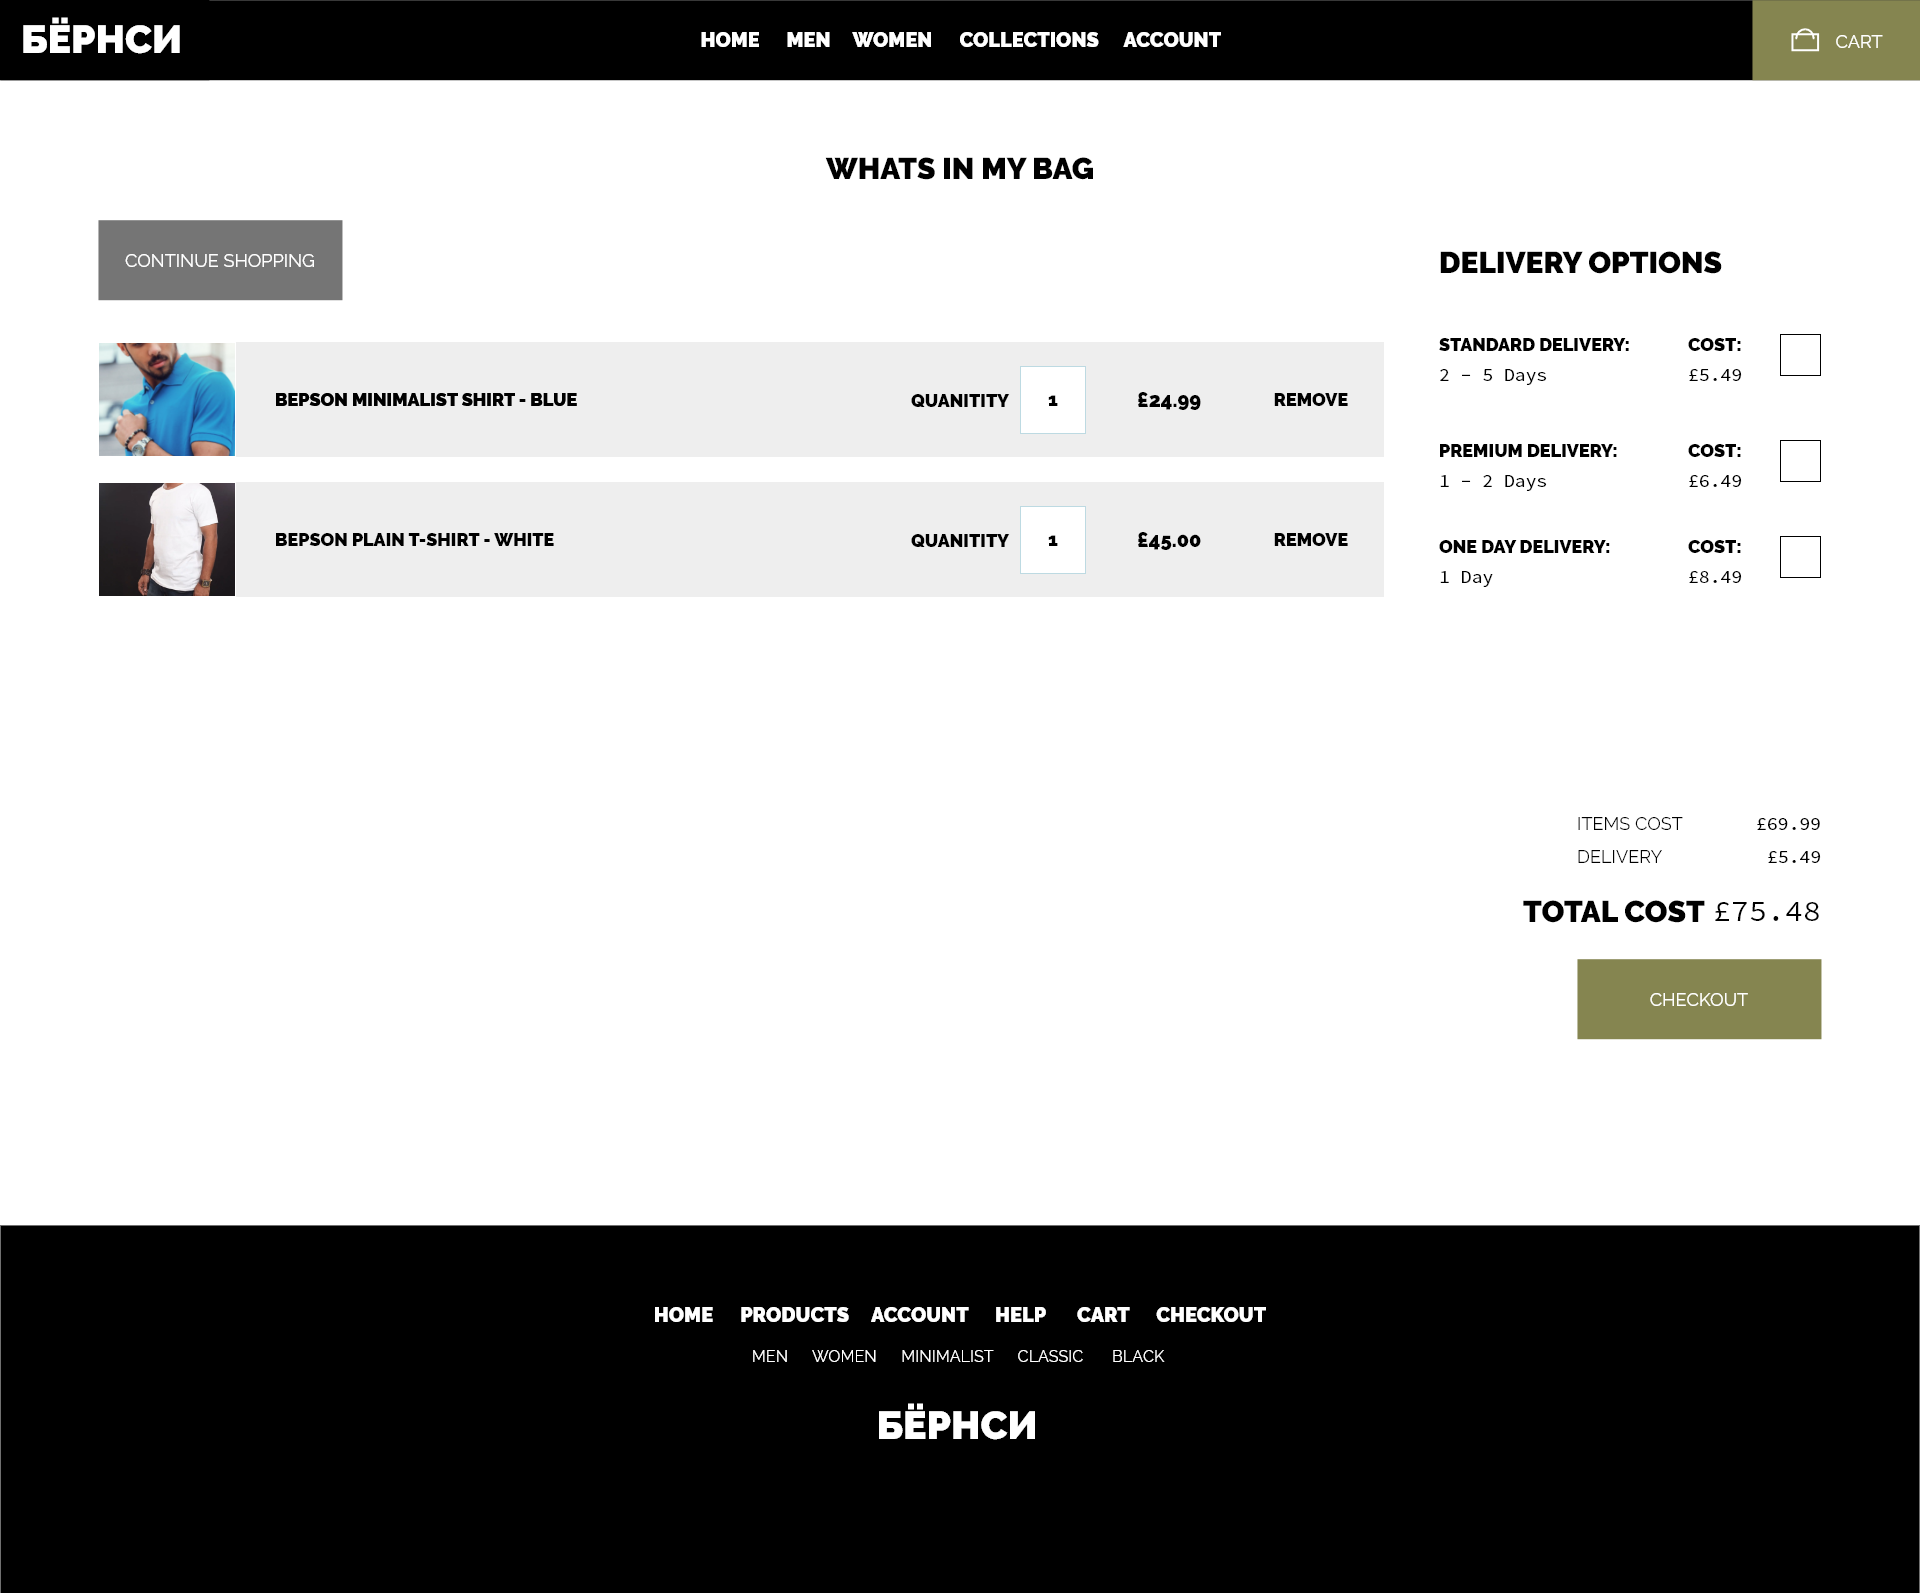 БЁРНСИ
HOME MEN WOMEN COLLECTIONS ACCOUNT
CART
WHATS IN MY BAG
CONTINUE SHOPPING
BEPSON MINIMALIST SHIRT - BLUE QUANITITY 1 £24.99 REMOVE
BEPSON PLAIN T-SHIRT - WHITE QUANITITY 1 £45.00 REMOVE
DELIVERY OPTIONS
STANDARD DELIVERY: COST:
2 – 5 Days £5.49
PREMIUM DELIVERY: COST:
1 – 2 Days £6.49
ONE DAY DELIVERY: COST:
1 Day £8.49
ITEMS COST £69.99
DELIVERY £5.49
TOTAL COST £75.48
CHECKOUT
HOME PRODUCTS ACCOUNT HELP CART CHECKOUT
MEN WOMEN MINIMALIST CLASSIC BLACK
БЁРНСИ